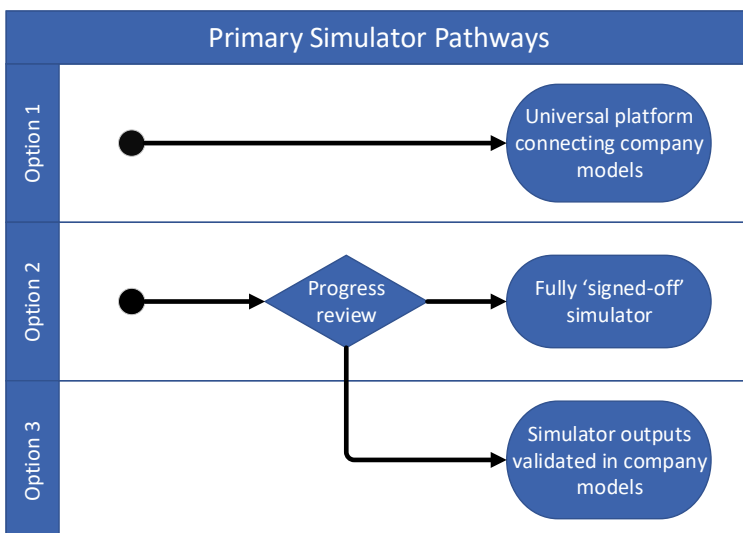 Primary Simulator Pathways
Option 1
Universal platform
connecting company
models
Option 2
Progress
review
Fully ‘signed-off’
simulator
Option 3
Simulator outputs
validated in company
models